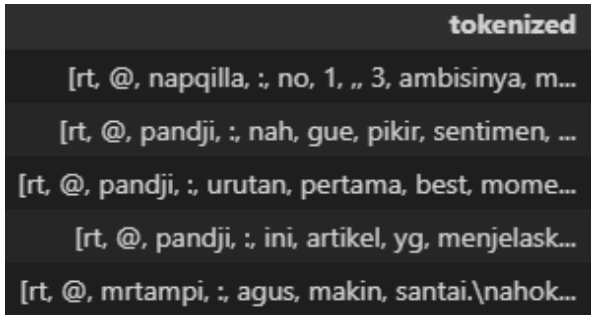 tokenized
[rt, @, napqilla, :, no, 1, ,, 3, ambisinya, m...
[rt, @, pandji, :, nah, gue, pikir, sentimen, ...
[rt, @, pandji, :, urutan, pertama, best, mome...
[rt, @, pandji, :, ini, artikel, yg, menjelask...
[rt, @, mrtampi, :, agus, makin, santai.\nahok...